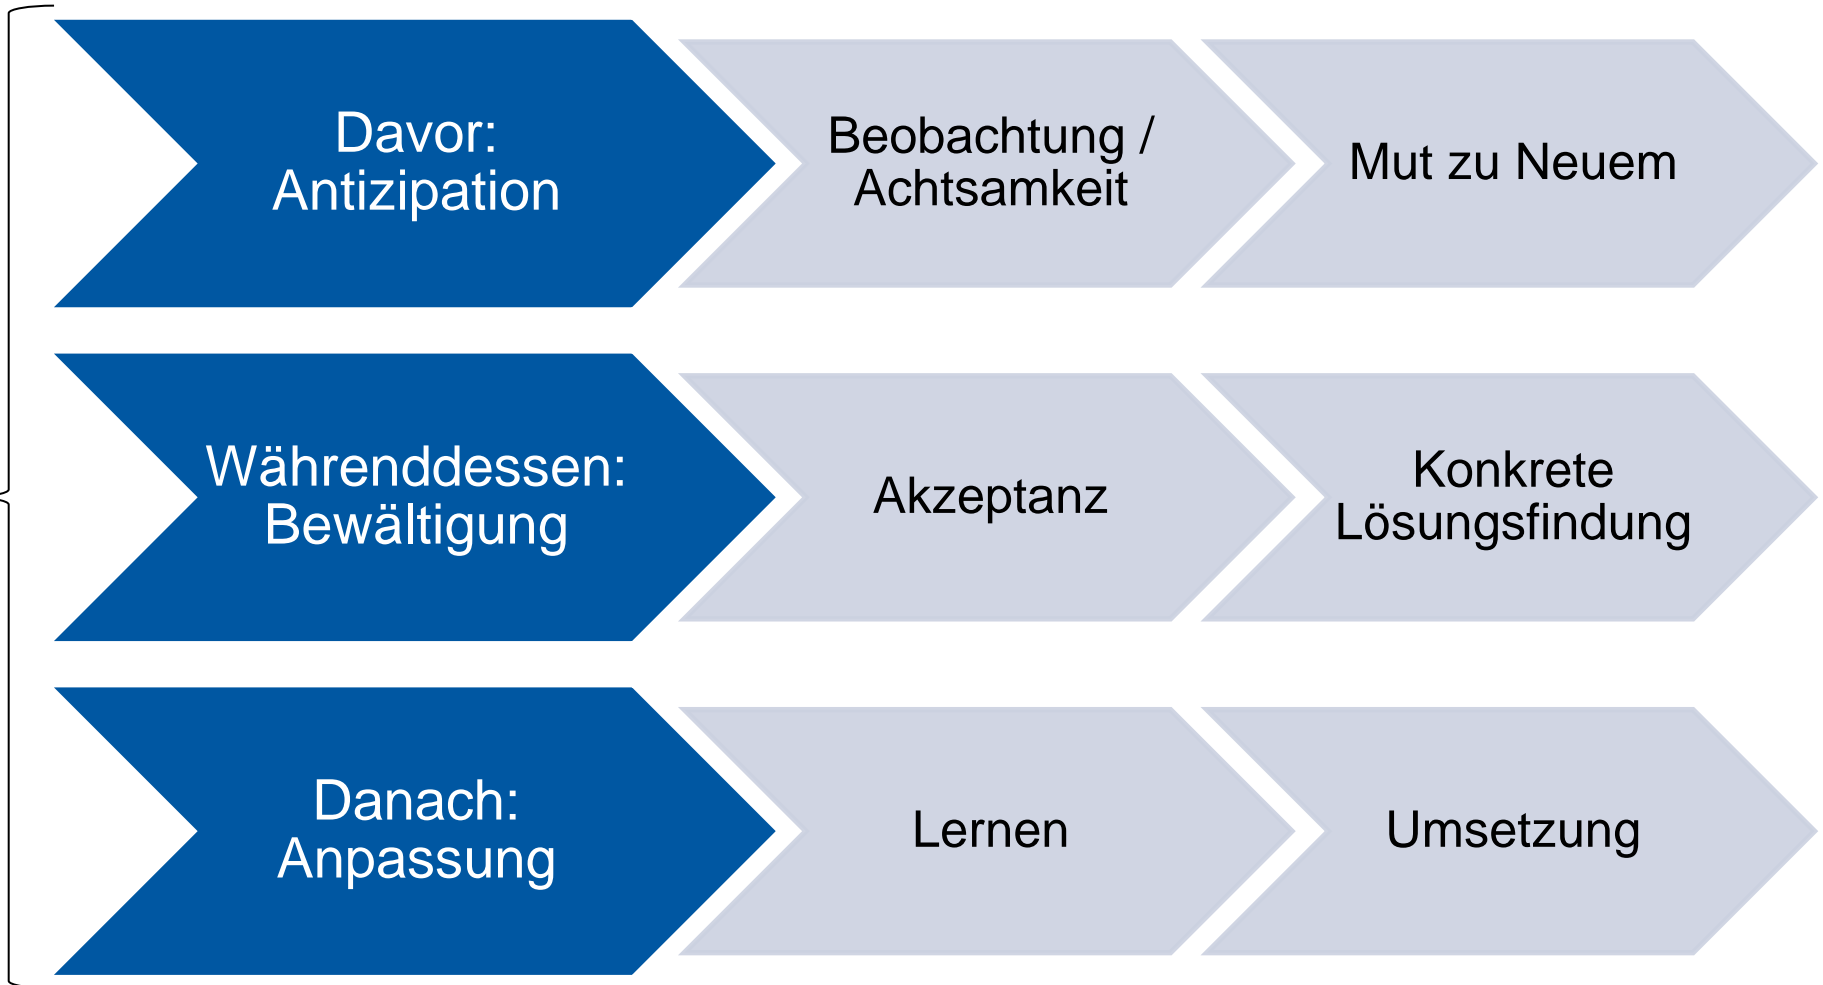 Davor:
Antizipation
Beobachtung /
Achtsamkeit
Mut zu Neuem
Währenddessen:
Bewältigung
Akzeptanz
Konkrete
Lösungsfindung
Danach:
Anpassung
Lernen
Umsetzung